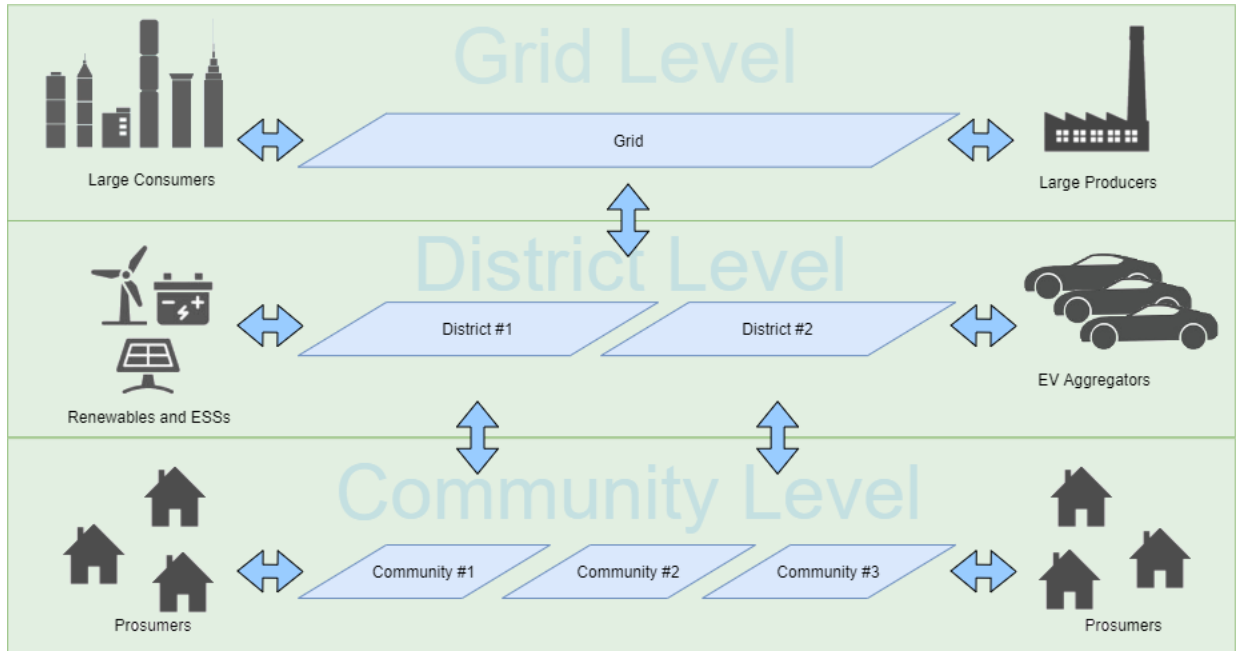 Grid Level
Grid
Large Consumers
Large Producers
District Level
District #1
District #2
EV Aggregators
Renewables and ESSs
Community Level
Community #1
Community #2
Community #3
Prosumers
Prosumers